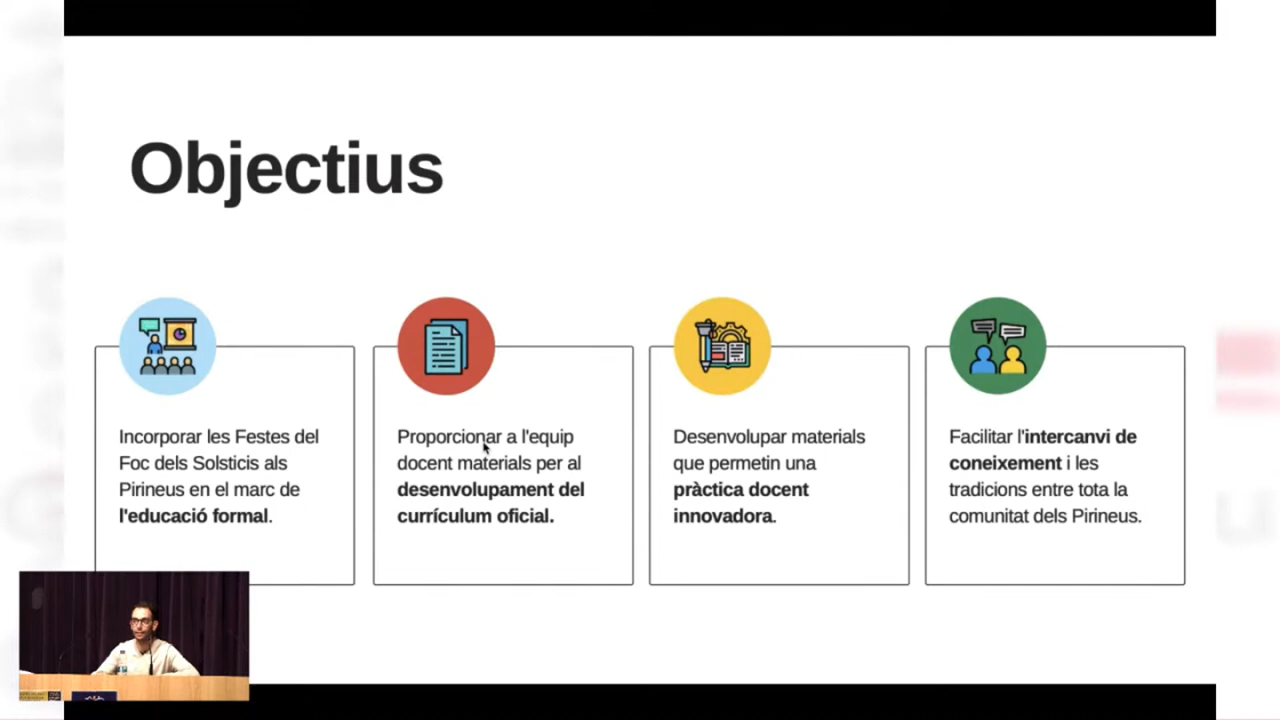 Objectius
Incorporar les Festes del
Foc dels Solsticis als
Pirineus en el marc de
l'educació formal.
Proporcionar a l'equip
docent materials per al
desenvolupament del
currículum oficial.
Desenvolupar materials
que permetin una
pràctica docent
innovadora.
Facilitar l'intercanvi de
coneixement i les
tradicions entre tota la
comunitat dels Pirineus.